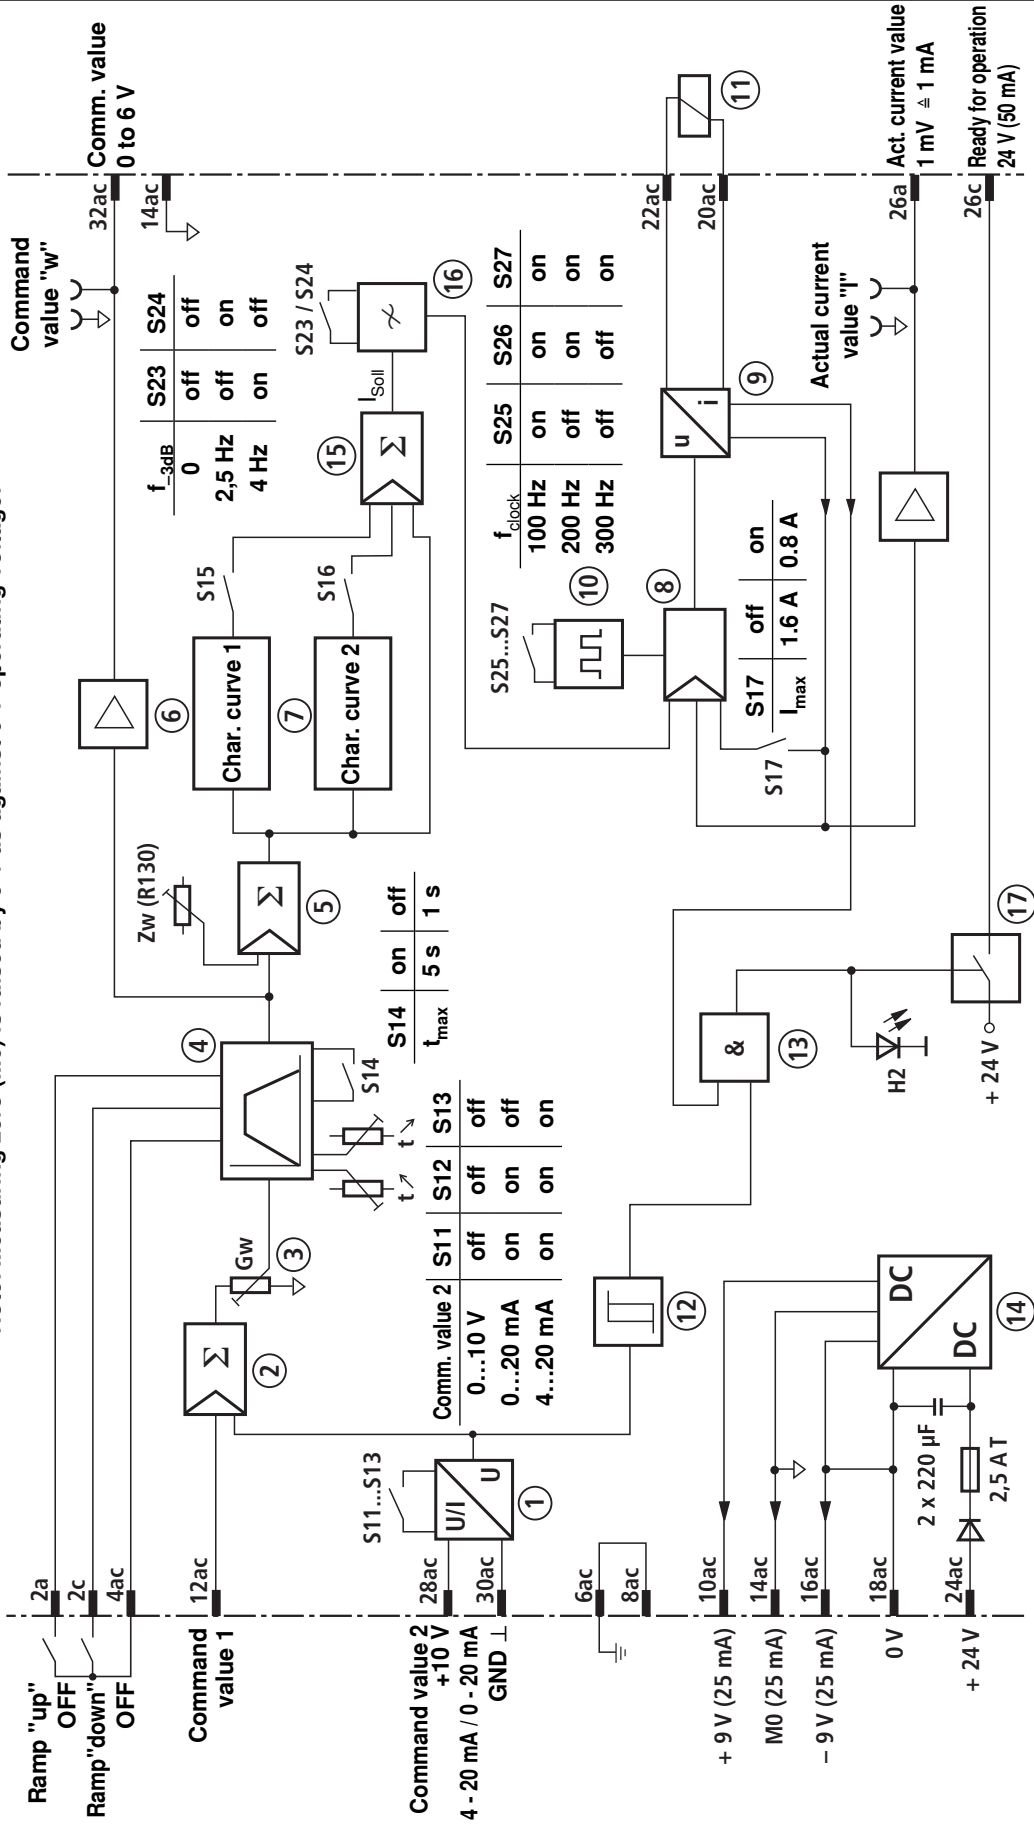 Ramp "up"
OFF
Ramp"down"
OFF
2a
2c
4ac
Command
value 1
12ac
Command value 2
+10 V
4 - 20 mA / 0 - 20 mA
GND ⊥
28ac
30ac
6ac
8ac
+ 9 V (25 mA)
M0 (25 mA)
– 9 V (25 mA)
0 V
+ 24 V
10ac
14ac
16ac
18ac
24ac
S11...S13
U/I
U
1
Σ
2
Gw
3
4
t
t
S14
S14 on off
tmax 5 s 1 s
Comm. value 2 S11 S12 S13
0...10 V off off off
0...20 mA on on off
4...20 mA on on on
12
2 x 220 µF
2,5 A T
DC
DC
14
Zw (R130)
Σ
5
6
Char. curve 1
7
Char. curve 2
S15
S16
Σ
15
ISoll
S23 / S24
16
f–3dB S23 S24
0 off off
2,5 Hz off on
4 Hz on off
Command
value "w"
32ac
14ac
Comm. value
0 to 6 V
S25...S27
10
fclock S25 S26 S27
100 Hz on on on
200 Hz off on on
300 Hz off off on
8
S17 off on
Imax 1.6 A 0.8 A
S17
u
i
9
22ac
20ac
11
Actual current
value "I"
26a
26c
Act. current value
1 mV ≙ 1 mA
Ready for operation
24 V (50 mA)
&
13
H2
+ 24 V
17